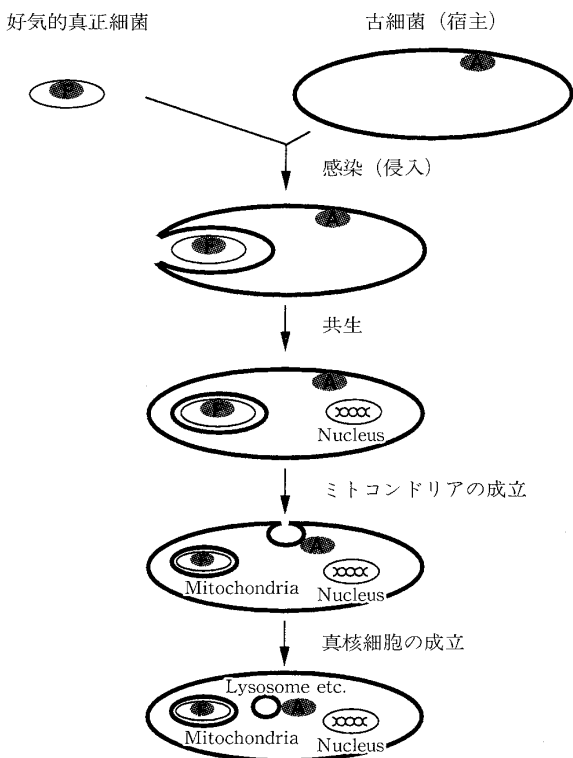 好気的真正細菌
古細菌（宿主）
F
A
感染（侵入）
F
A
共生
F
A
Nucleus
ミトコンドリアの成立
F
A
Mitochondria
Nucleus
真核細胞の成立
Lysosome etc.
F
A
Mitochondria
Nucleus